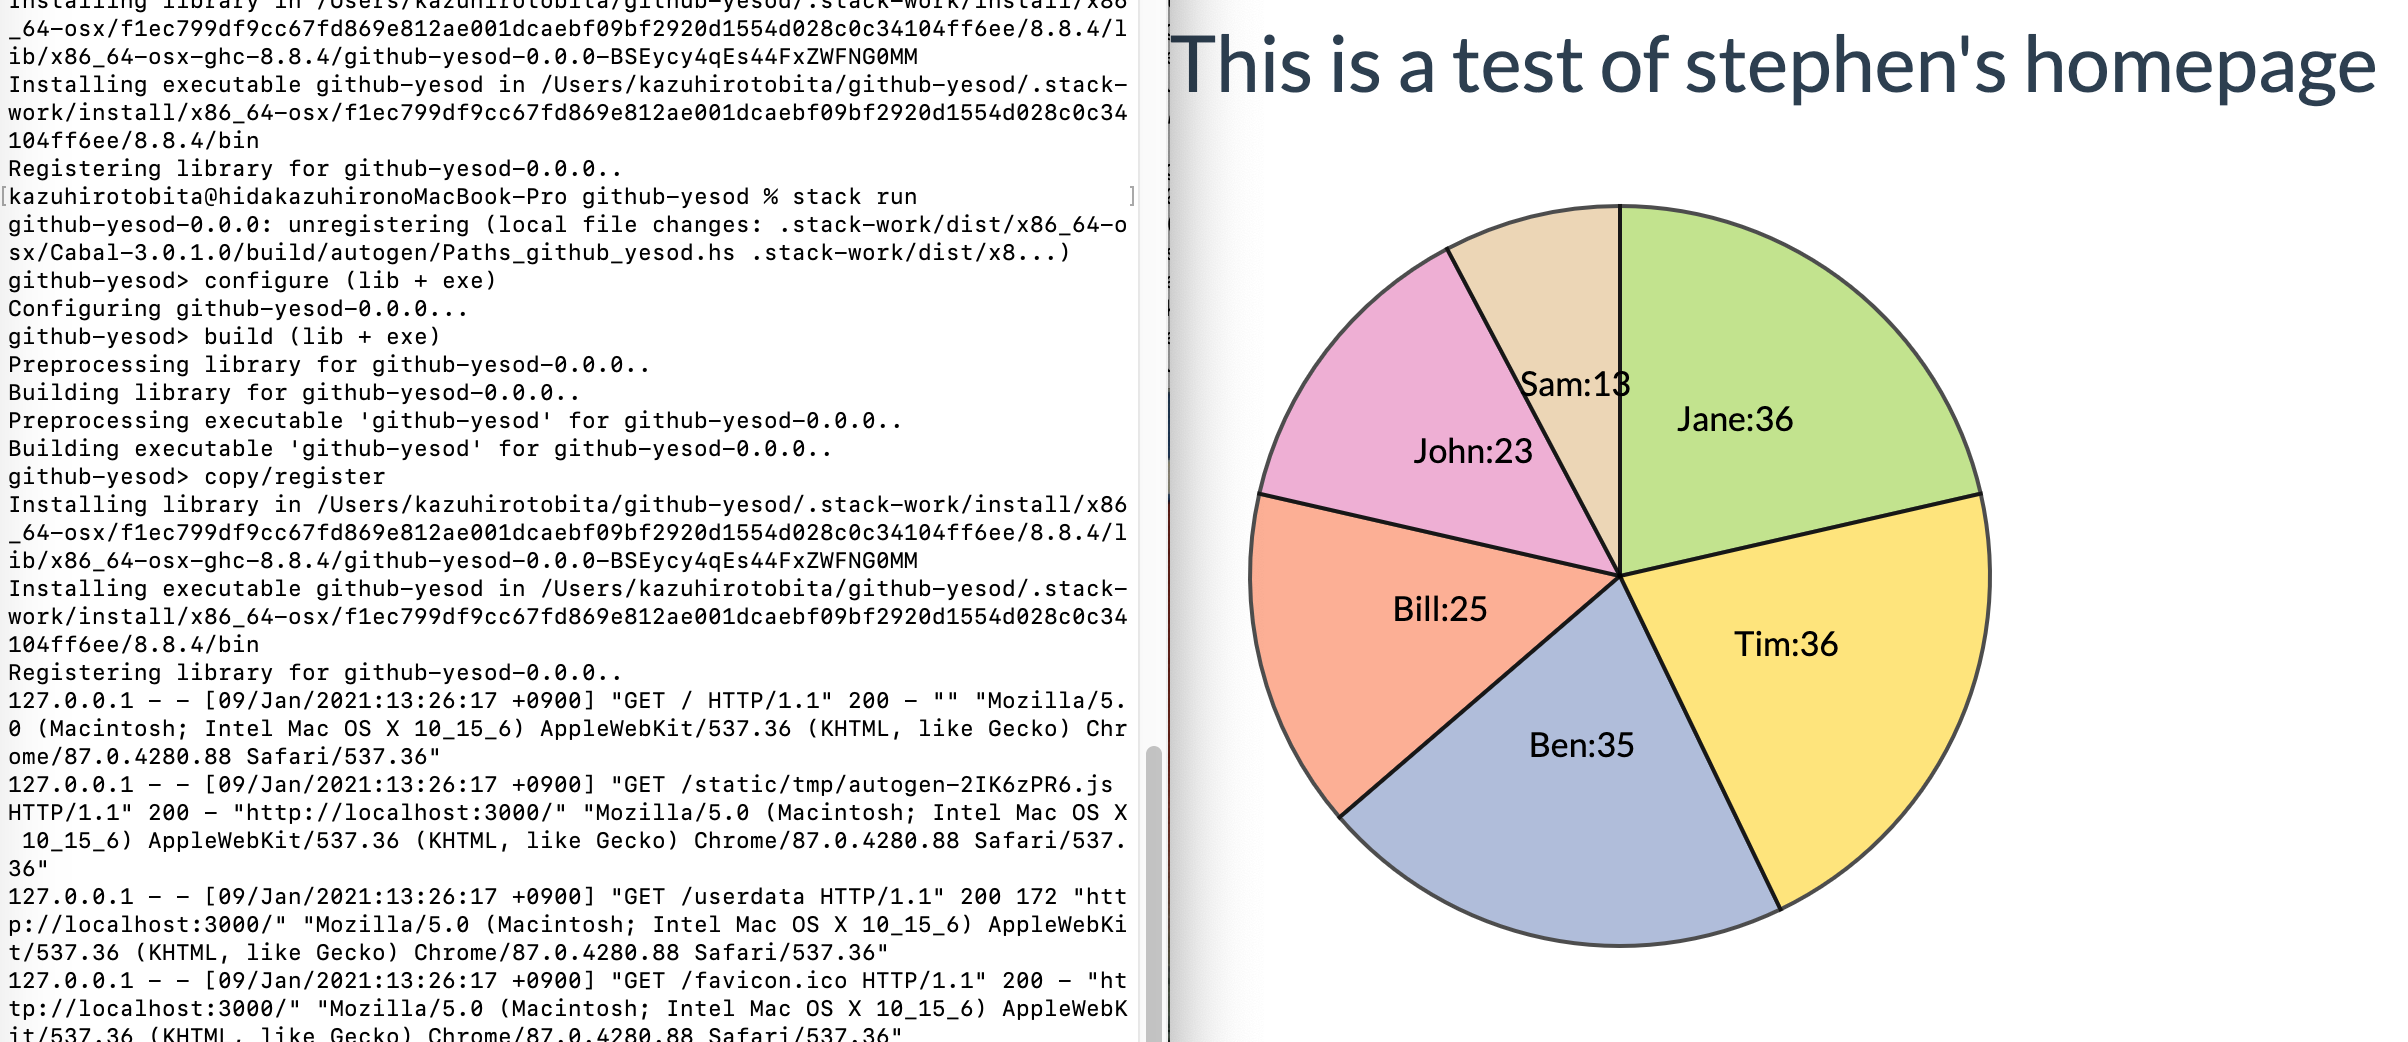 Installing library in /Users/kazuhirotobita/github-yesod/.stack-work/install/x86
_64-osx/f1ec799df9cc67fd869e812ae001dcaebf09bf2920d1554d028c0c34104ff6ee/8.8.4/l
ib/x86_64-osx-ghc-8.8.4/github-yesod-0.0.0-BSEycy4qEs44FxZWFNG0MM
Installing executable github-yesod in /Users/kazuhirotobita/github-yesod/.stack-
work/install/x86_64-osx/f1ec799df9cc67fd869e812ae001dcaebf09bf2920d1554d028c0c34
104ff6ee/8.8.4/bin
Registering library for github-yesod-0.0.0..
[kazuhirotobita@hidakazuhironoMacBook-Pro github-yesod % stack run ]
github-yesod-0.0.0: unregistering (local file changes: .stack-work/dist/x86_64-o
sx/Cabal-3.0.1.0/build/autogen/Paths_github_yesod.hs .stack-work/dist/x8...)
github-yesod> configure (lib + exe)
Configuring github-yesod-0.0.0...
github-yesod> build (lib + exe)
Preprocessing library for github-yesod-0.0.0..
Building library for github-yesod-0.0.0..
Preprocessing executable 'github-yesod' for github-yesod-0.0.0..
Building executable 'github-yesod' for github-yesod-0.0.0..
github-yesod> copy/register
Installing library in /Users/kazuhirotobita/github-yesod/.stack-work/install/x86
_64-osx/f1ec799df9cc67fd869e812ae001dcaebf09bf2920d1554d028c0c34104ff6ee/8.8.4/l
ib/x86_64-osx-ghc-8.8.4/github-yesod-0.0.0-BSEycy4qEs44FxZWFNG0MM
Installing executable github-yesod in /Users/kazuhirotobita/github-yesod/.stack-
work/install/x86_64-osx/f1ec799df9cc67fd869e812ae001dcaebf09bf2920d1554d028c0c34
104ff6ee/8.8.4/bin
Registering library for github-yesod-0.0.0..
127.0.0.1 - - [09/Jan/2021:13:26:17 +0900] "GET / HTTP/1.1" 200 - "" "Mozilla/5.
0 (Macintosh; Intel Mac OS X 10_15_6) AppleWebKit/537.36 (KHTML, like Gecko) Chr
ome/87.0.4280.88 Safari/537.36"
127.0.0.1 - - [09/Jan/2021:13:26:17 +0900] "GET /static/tmp/autogen-2IK6zPR6.js
HTTP/1.1" 200 - "http://localhost:3000/" "Mozilla/5.0 (Macintosh; Intel Mac OS X
 10_15_6) AppleWebKit/537.36 (KHTML, like Gecko) Chrome/87.0.4280.88 Safari/537.
36"
127.0.0.1 - - [09/Jan/2021:13:26:17 +0900] "GET /userdata HTTP/1.1" 200 172 "htt
p://localhost:3000/" "Mozilla/5.0 (Macintosh; Intel Mac OS X 10_15_6) AppleWebKi
t/537.36 (KHTML, like Gecko) Chrome/87.0.4280.88 Safari/537.36"
127.0.0.1 - - [09/Jan/2021:13:26:17 +0900] "GET /favicon.ico HTTP/1.1" 200 - "ht
tp://localhost:3000/" "Mozilla/5.0 (Macintosh; Intel Mac OS X 10_15_6) AppleWebK
it/537.36 (KHTML, like Gecko) Chrome/87.0.4280.88 Safari/537.36"
This is a test of stephen's homepage
Sam:13
Jane:36
John:23
Bill:25
Tim:36
Ben:35